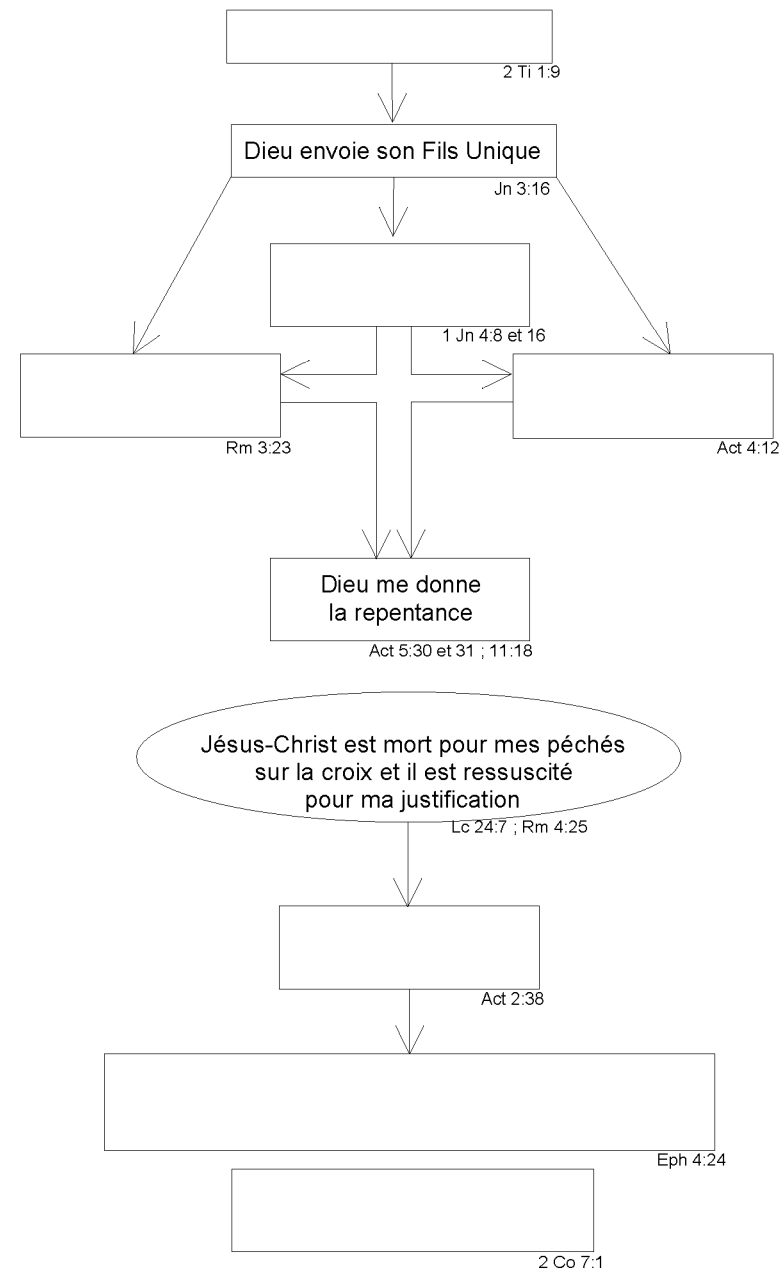 2 Ti 1:9
Dieu envoie son Fils Unique
Jn 3:16
1 Jn 4:8 et 16
Rm 3:23
Act 4:12
Dieu me donne
la repentance
Act 5:30 et 31 ; 11:18
Jésus-Christ est mort pour mes péchés
sur la croix et il est ressuscité
pour ma justification
Lc 24:7 ; Rm 4:25
Act 2:38
Eph 4:24
2 Co 7:1